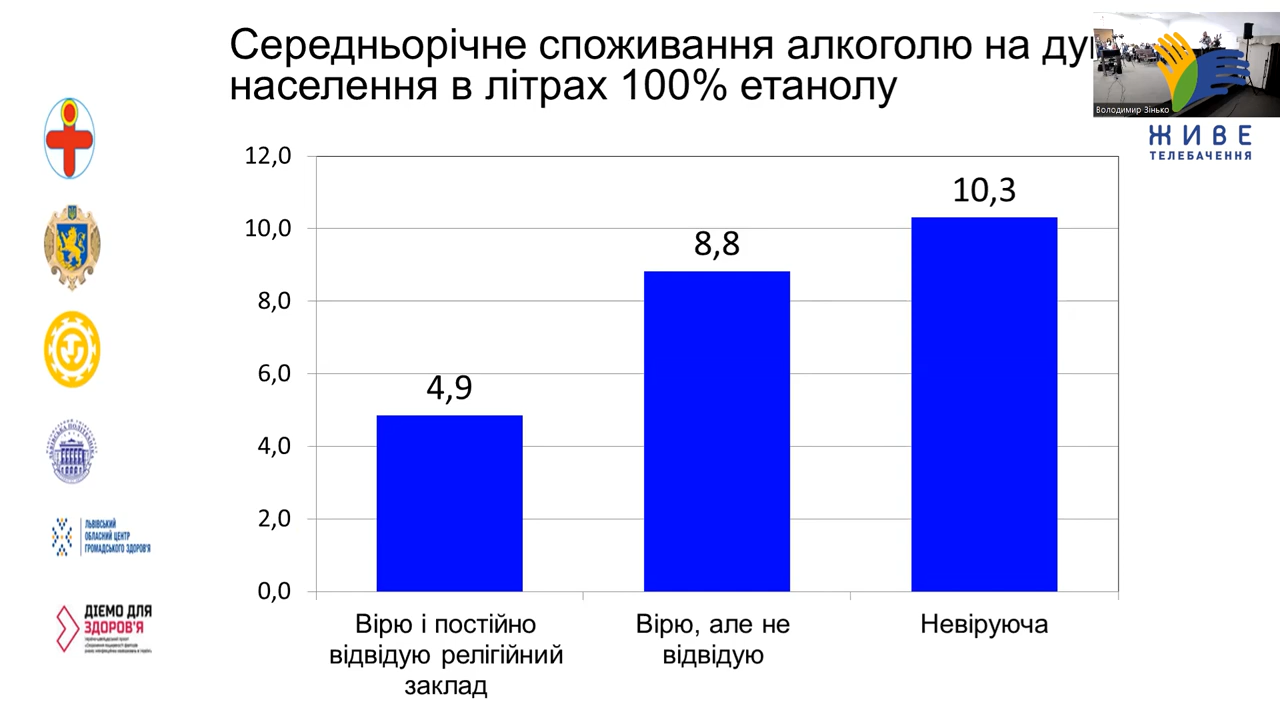 Середньорічне споживання алкоголю на ду
населення в літрах 100% етанолу
Володимир Зінько
ЖИВЕ
ТЕЛЕБАЧЕННЯ
12,0
10,0
8,0
6,0
4,0
2,0
0,0
4,9
8,8
10,3
Вірю і постійно
відвідую релігійний
заклад
Вірю, але не
відвідую
Невіруюча
ЛЬВІВСЬКА ПОЛІТЕХНІКА
ЛЬВІВСЬКИЙ
ОБЛАСНИЙ ЦЕНТР
ГРОМАДСЬКОГО ЗДОРОВ'Я
ДІЄМО ДЛЯ
ЗДОРОВ'Я